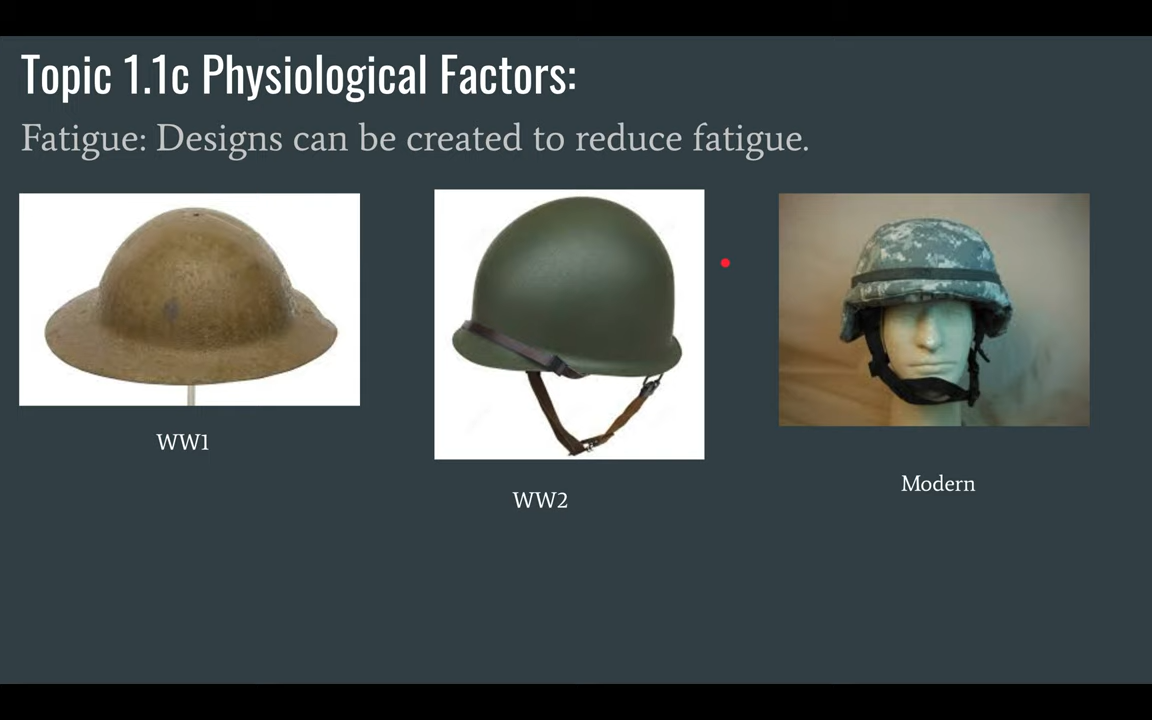 Topic 1.1c Physiological Factors:
Fatigue: Designs can be created to reduce fatigue.
WW1
WW2
Modern